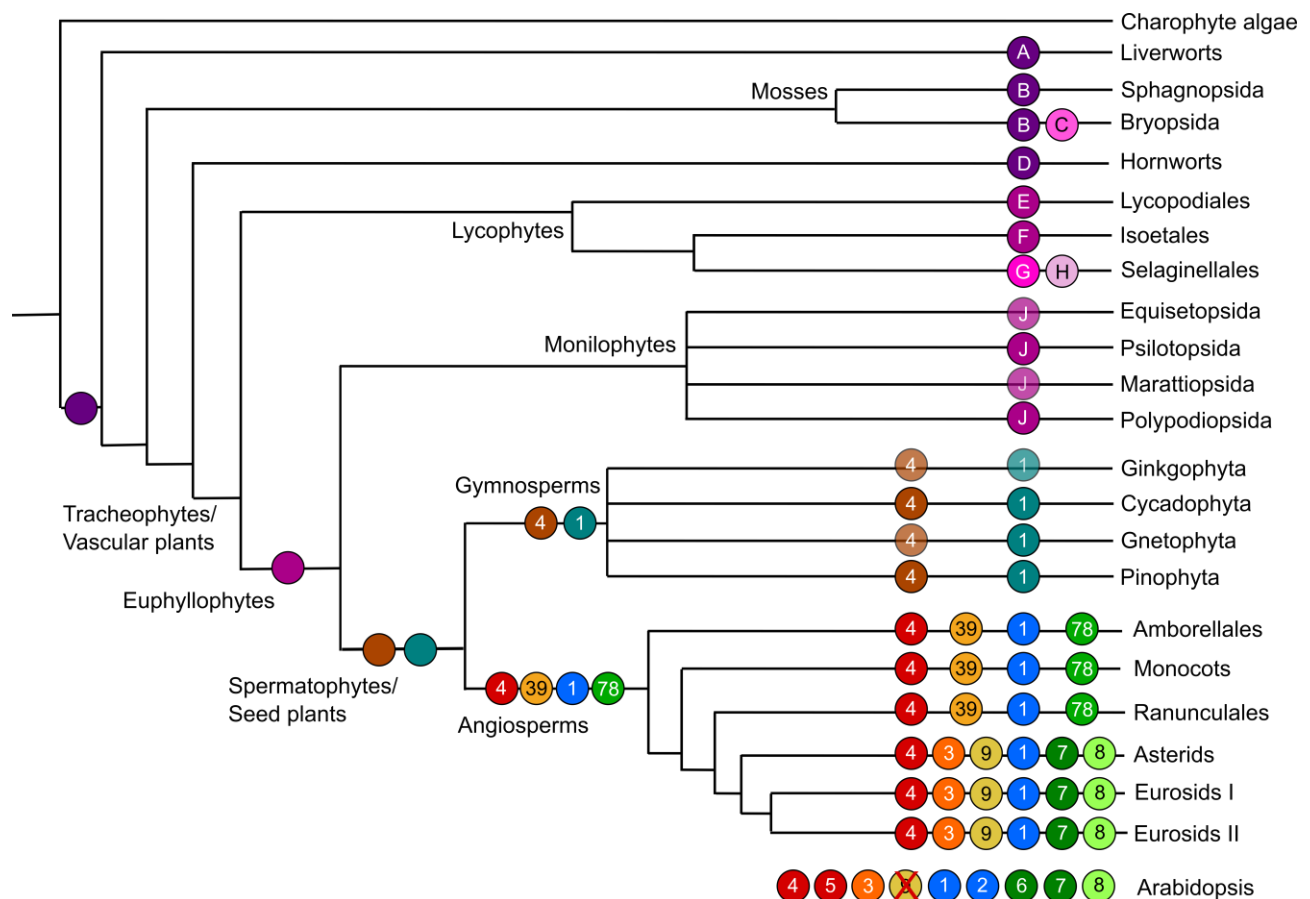 Charophyte algae
A Liverworts
Mosses
B Sphagnopsida
B C Bryopsida
D Hornworts
E Lycopodiales
Lycophytes
F Isoetales
G H Selaginellales
J Equisetopsida
Monilophytes
J Psilotopsida
J Marattiopsida
J Polypodiopsida
Gymnosperms
4 1
4 1 Ginkgophyta
4 1 Cycadophyta
4 1 Gnetophyta
4 1 Pinophyta
Tracheophytes/
Vascular plants
Euphyllophytes
Spermatophytes/
Seed plants
4 39 1 78
Angiosperms
4 39 1 78 Amborellales
4 39 1 78 Monocots
4 39 1 78 Ranunculales
4 3 9 1 7 8 Asterids
4 3 9 1 7 8 Eurosids I
4 3 9 1 7 8 Eurosids II
4 5 3 9 1 2 6 7 8 Arabidopsis